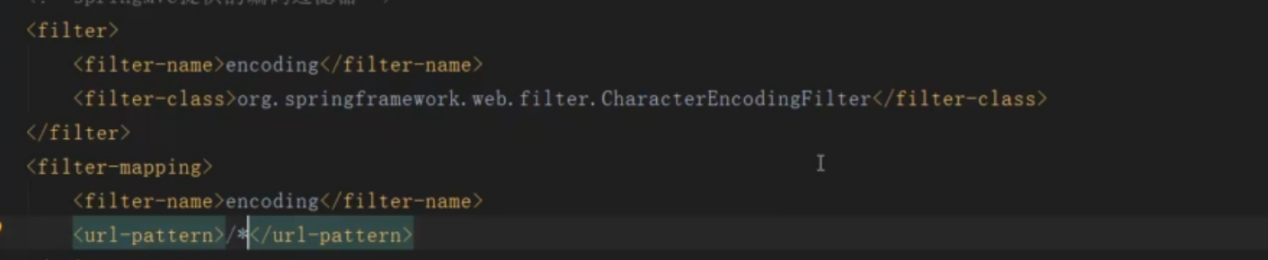 <filter>
<filter-name>encoding</filter-name>
<filter-class>org.springframework.web.filter.CharacterEncodingFilter</filter-class>
</filter>
<filter-mapping>
<filter-name>encoding</filter-name>
<url-pattern>/*</url-pattern>